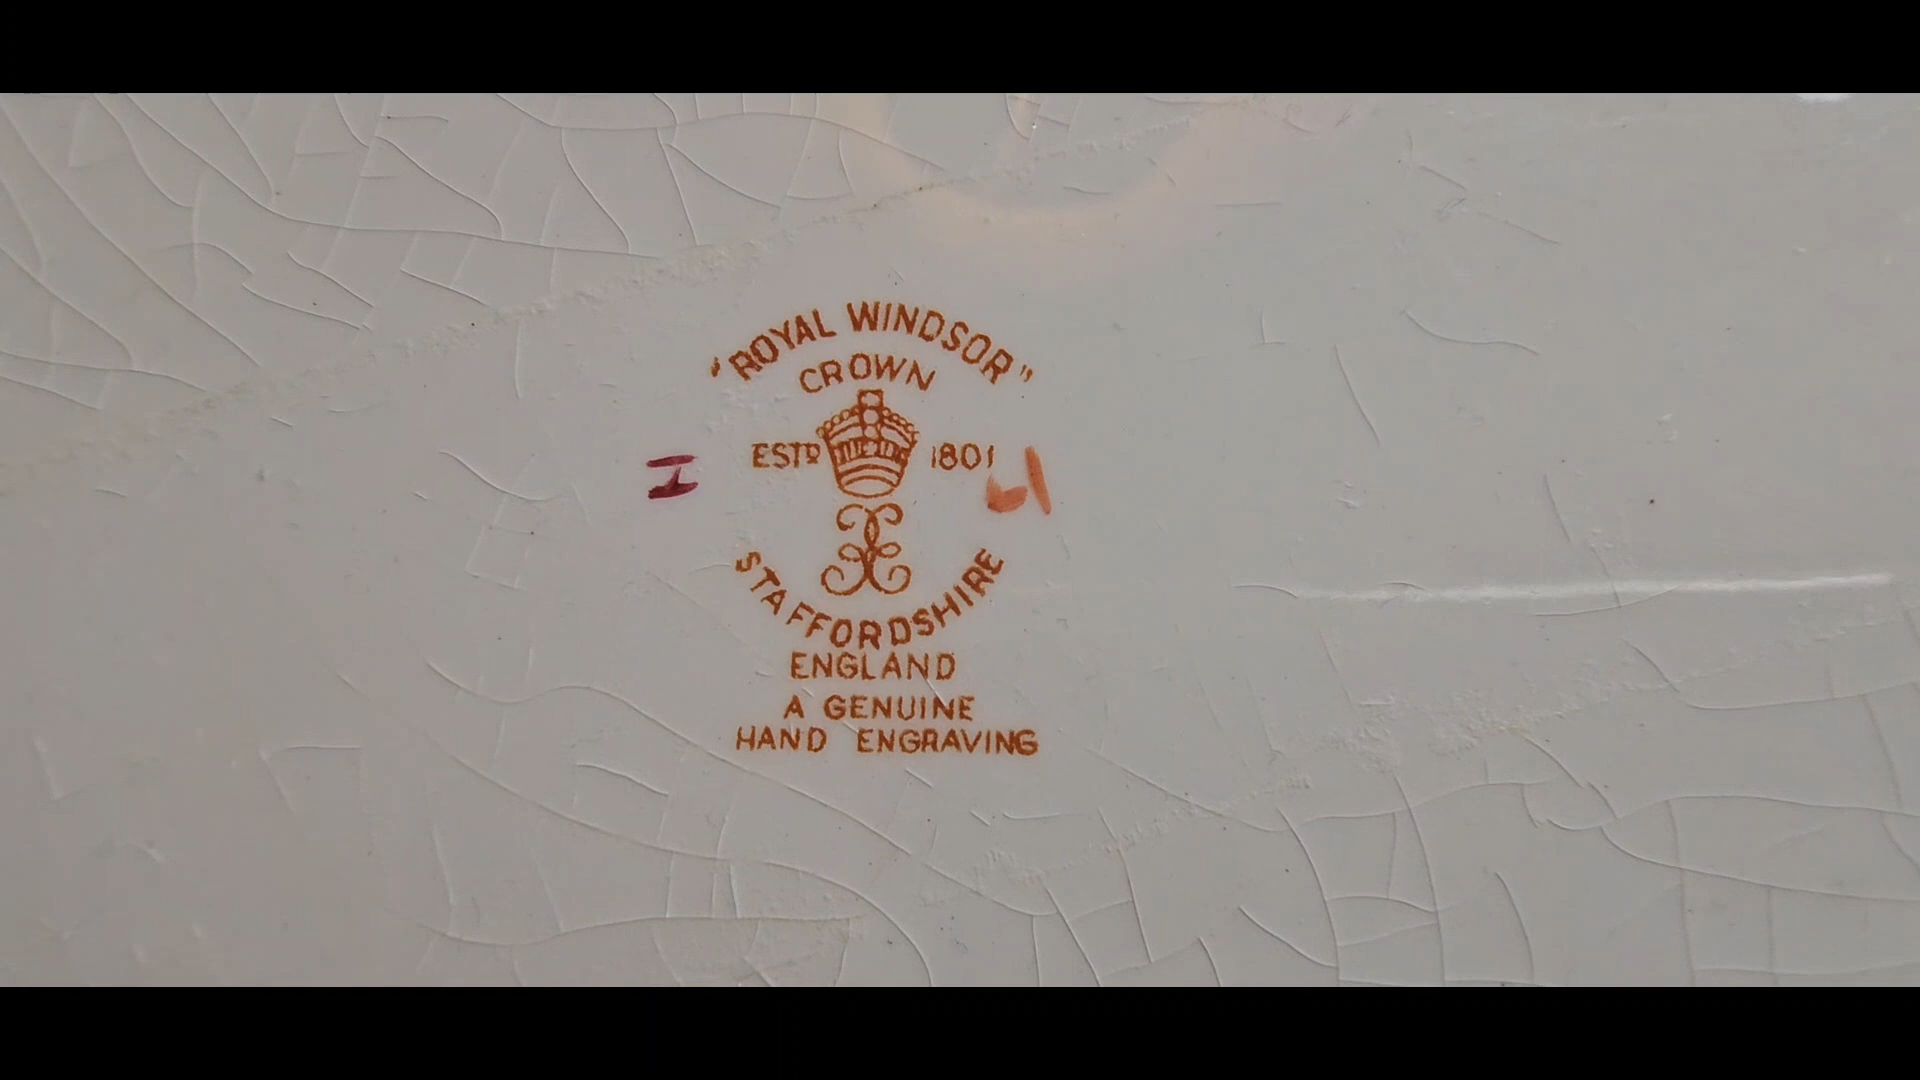 "ROYAL WINDSOR"
CROWN
ESTD 1801
STAFFORDSHIRE
ENGLAND
A GENUINE
HAND ENGRAVING